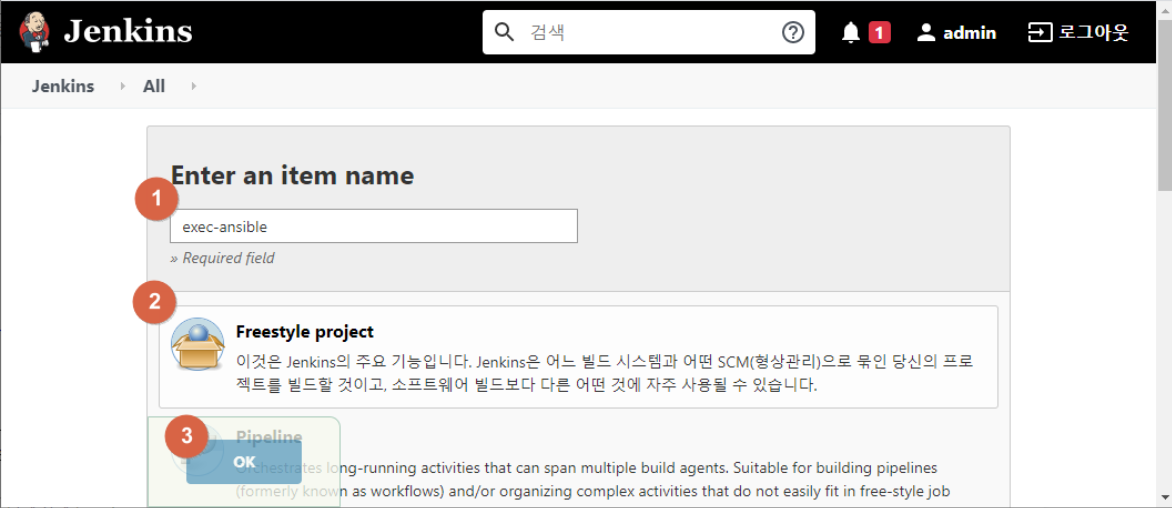 Jenkins
검색
1
admin
로그아웃
Jenkins
All
Enter an item name
1
exec-ansible
» Required field
2
Freestyle project
이것은 Jenkins의 주요 기능입니다. Jenkins은 어느 빌드 시스템과 어떤 SCM(형상관리)으로 묶인 당신의 프로
젝트를 빌드할 것이고, 소프트웨어 빌드보다 다른 어떤 것에 자주 사용될 수 있습니다.
3
Pipeline
OK
Orchestrates long-running activities that can span multiple build agents. Suitable for building pipelines
(formerly known as workflows) and/or organizing complex activities that do not easily fit in free-style job